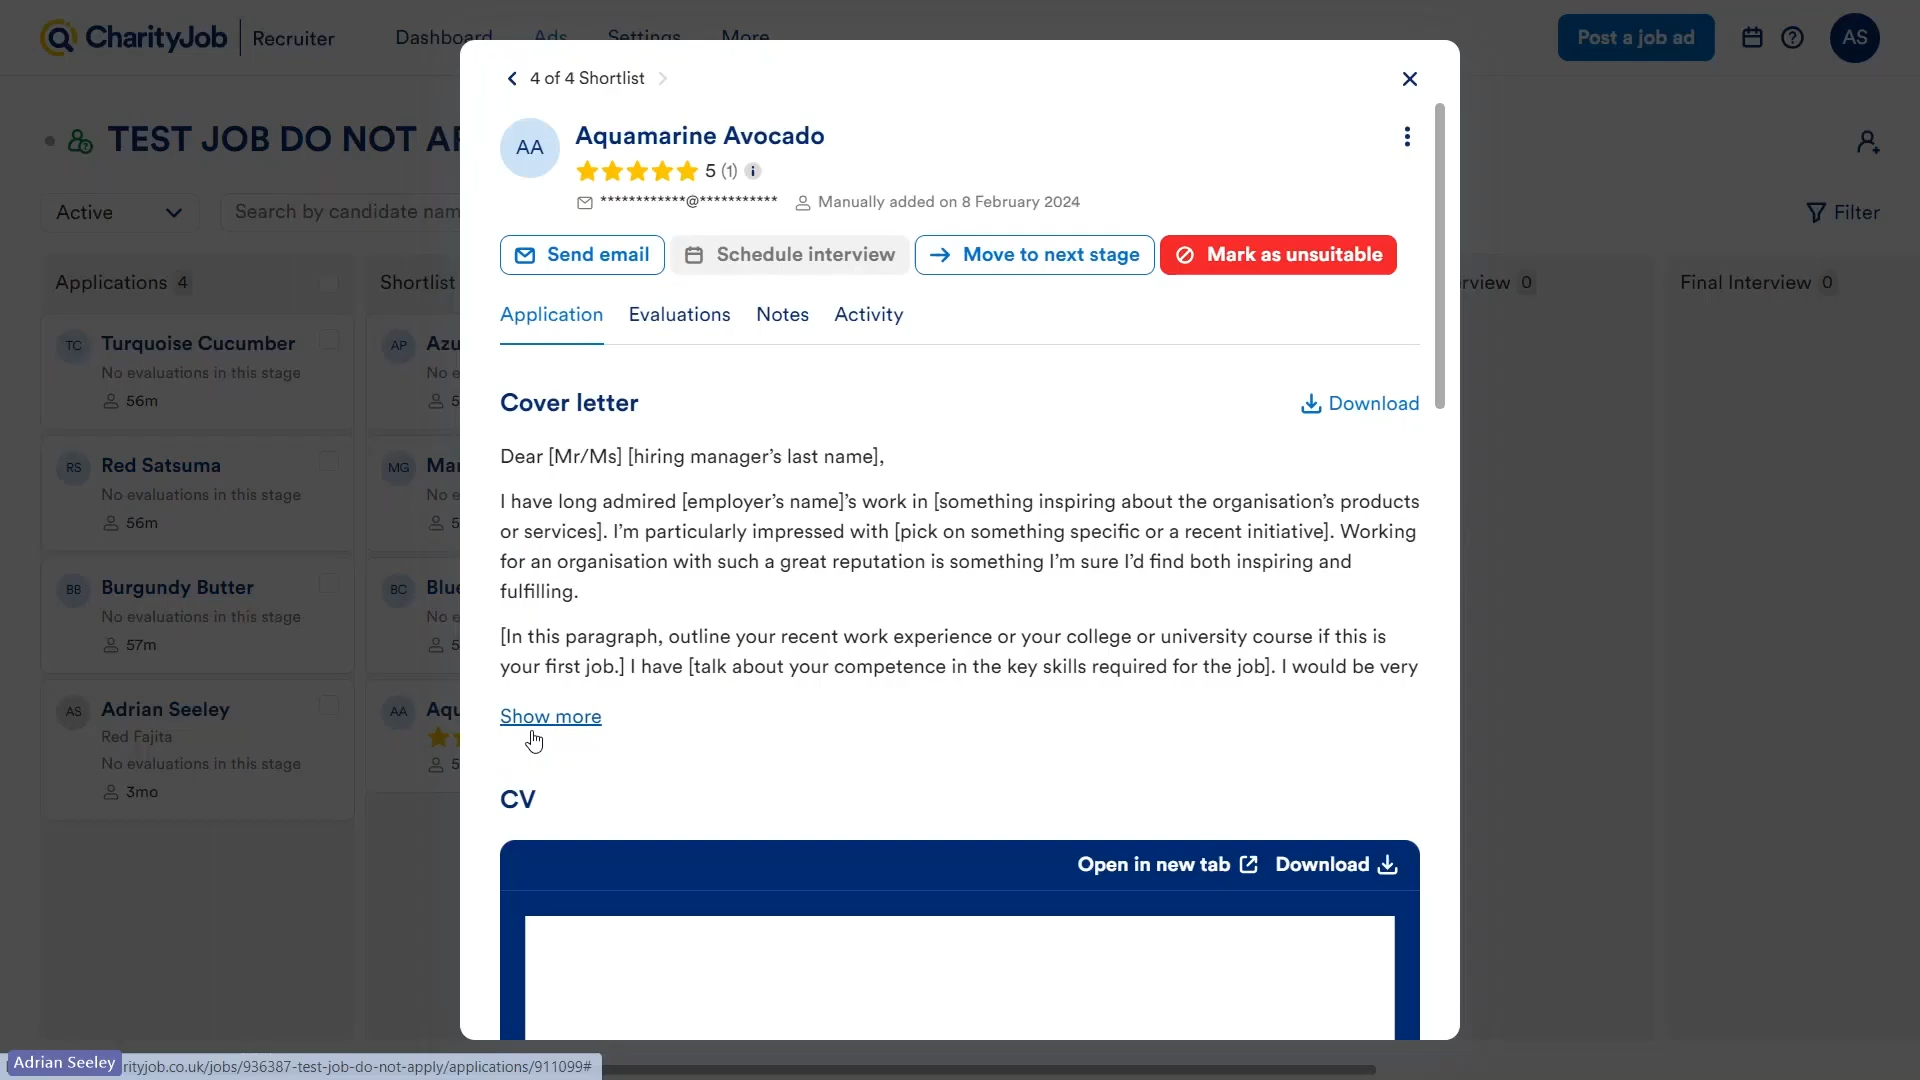 CharityJob Recruiter Dashboard Ads Settings More Post a job ad AS
4 of 4 Shortlist
TEST JOB DO NOT
AA Aquamarine Avocado
5 (1) i
************@*********** Manually added on 8 February 2024
Active Search by candidate Filter
Send email Schedule interview Move to next stage Mark as unsuitable
Applications 4 Shortlist 0 Final Interview 0
Application Evaluations Notes Activity
TC Turquoise Cucumber
No evaluations in this stage
56m
AP
No
5
RS Red Satsuma
No evaluations in this stage
56m
MG
No
5
BB Burgundy Butter
No evaluations in this stage
57m
BC
No
5
AS Adrian Seeley
Red Fajita
No evaluations in this stage
3mo
AA
5
Cover letter Download
Dear [Mr/Ms] [hiring manager’s last name],
I have long admired [employer’s name]’s work in [something inspiring about the organisation’s products
or services]. I’m particularly impressed with [pick on something specific or a recent initiative]. Working
for an organisation with such a great reputation is something I’m sure I’d find both inspiring and
fulfilling.
[In this paragraph, outline your recent work experience or your college or university course if this is
your first job.] I have [talk about your competence in the key skills required for the job]. I would be very
Show more
CV
Open in new tab Download
Adrian Seeley rityjob.co.uk/jobs/936387-test-job-do-not-apply/applications/911099#